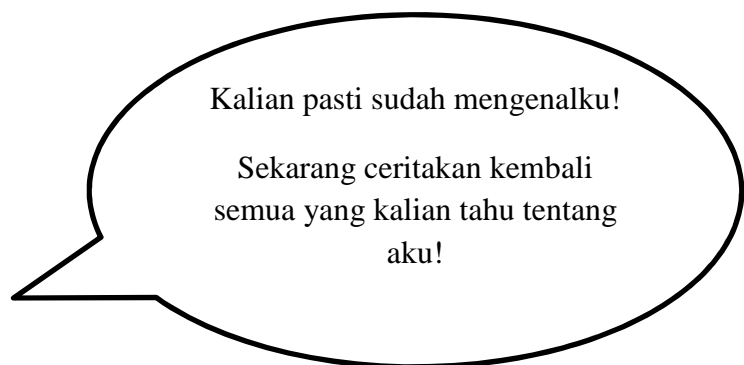 Kalian pasti sudah mengenalku!
Sekarang ceritakan kembali
semua yang kalian tahu tentang
aku!